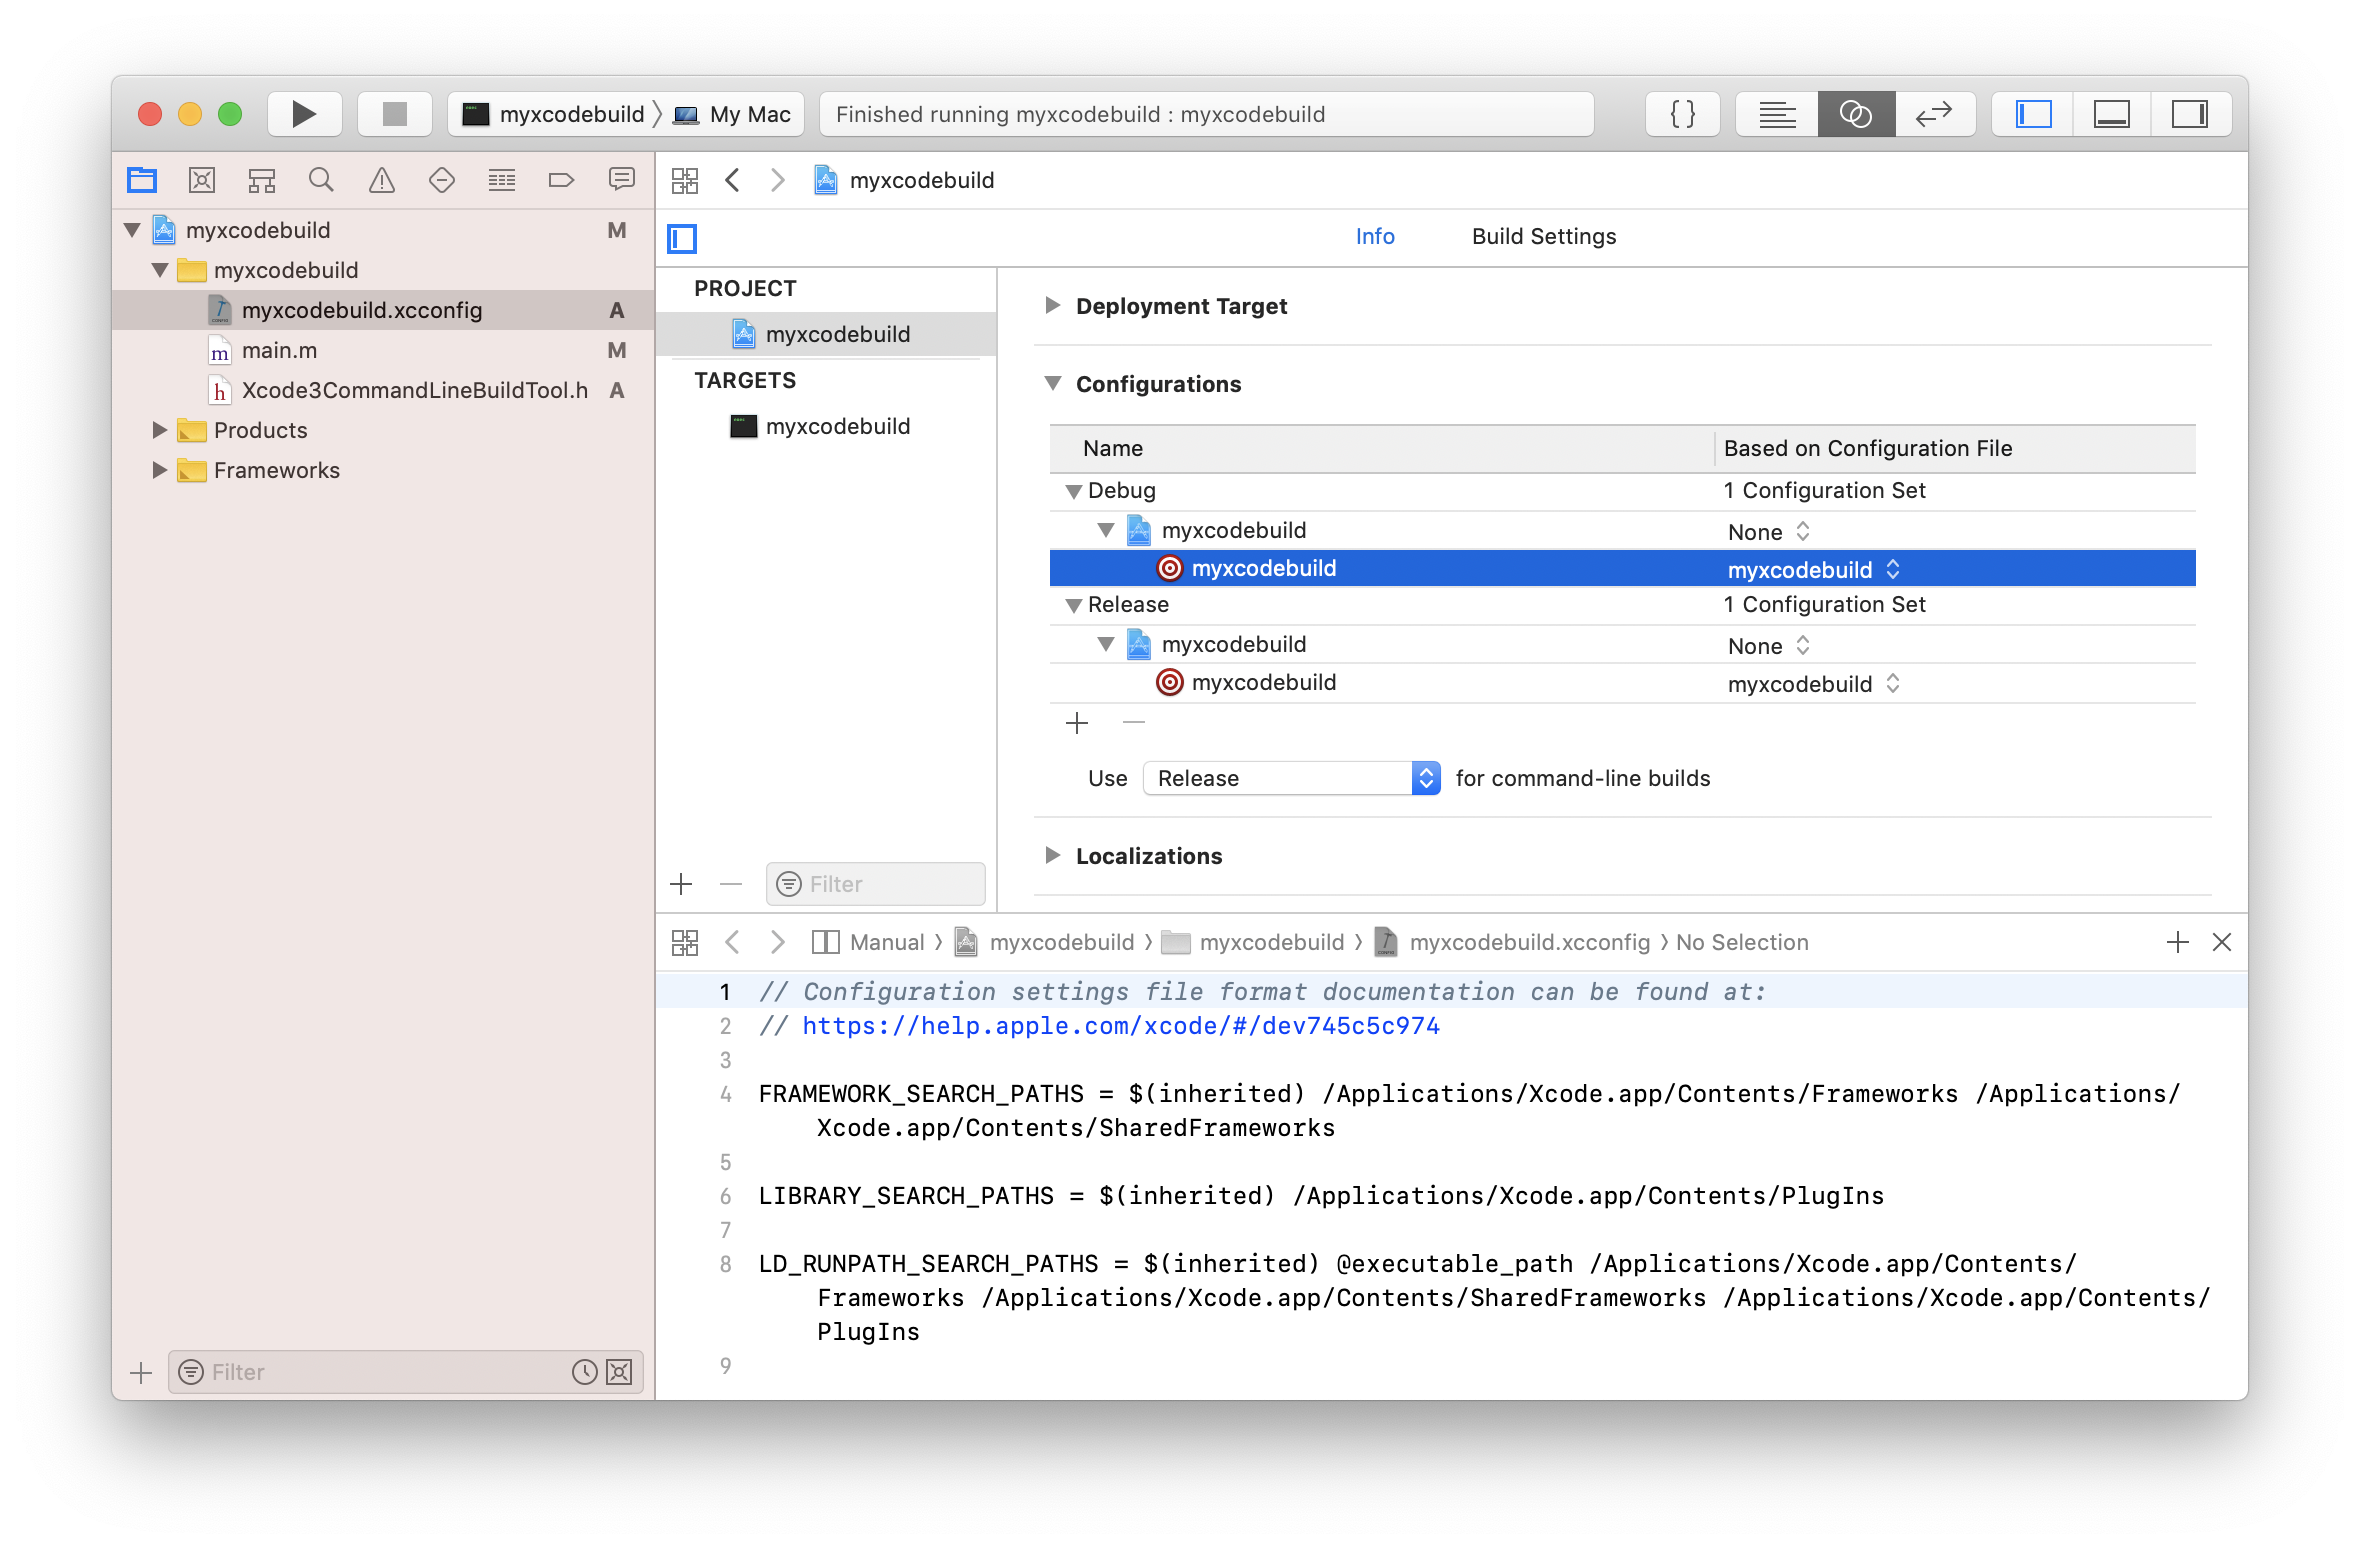 myxcodebuild
My Mac
Finished running myxcodebuild : myxcodebuild
myxcodebuild M
myxcodebuild
myxcodebuild.xcconfig A
main.m M
Xcode3CommandLineBuildTool.h A
Products
Frameworks
Filter
myxcodebuild
Info Build Settings
PROJECT
myxcodebuild
TARGETS
myxcodebuild
Filter
Deployment Target
Configurations
Name Based on Configuration File
Debug 1 Configuration Set
myxcodebuild None
myxcodebuild myxcodebuild
Release 1 Configuration Set
myxcodebuild None
myxcodebuild myxcodebuild
Use Release for command-line builds
Localizations
Manual 〉 myxcodebuild 〉 myxcodebuild 〉 myxcodebuild.xcconfig 〉 No Selection
1 // Configuration settings file format documentation can be found at:
2 // https://help.apple.com/xcode/#/dev745c5c974
3
4 FRAMEWORK_SEARCH_PATHS = $(inherited) /Applications/Xcode.app/Contents/Frameworks /Applications/
Xcode.app/Contents/SharedFrameworks
5
6 LIBRARY_SEARCH_PATHS = $(inherited) /Applications/Xcode.app/Contents/PlugIns
7
8 LD_RUNPATH_SEARCH_PATHS = $(inherited) @executable_path /Applications/Xcode.app/Contents/
Frameworks /Applications/Xcode.app/Contents/SharedFrameworks /Applications/Xcode.app/Contents/
PlugIns
9